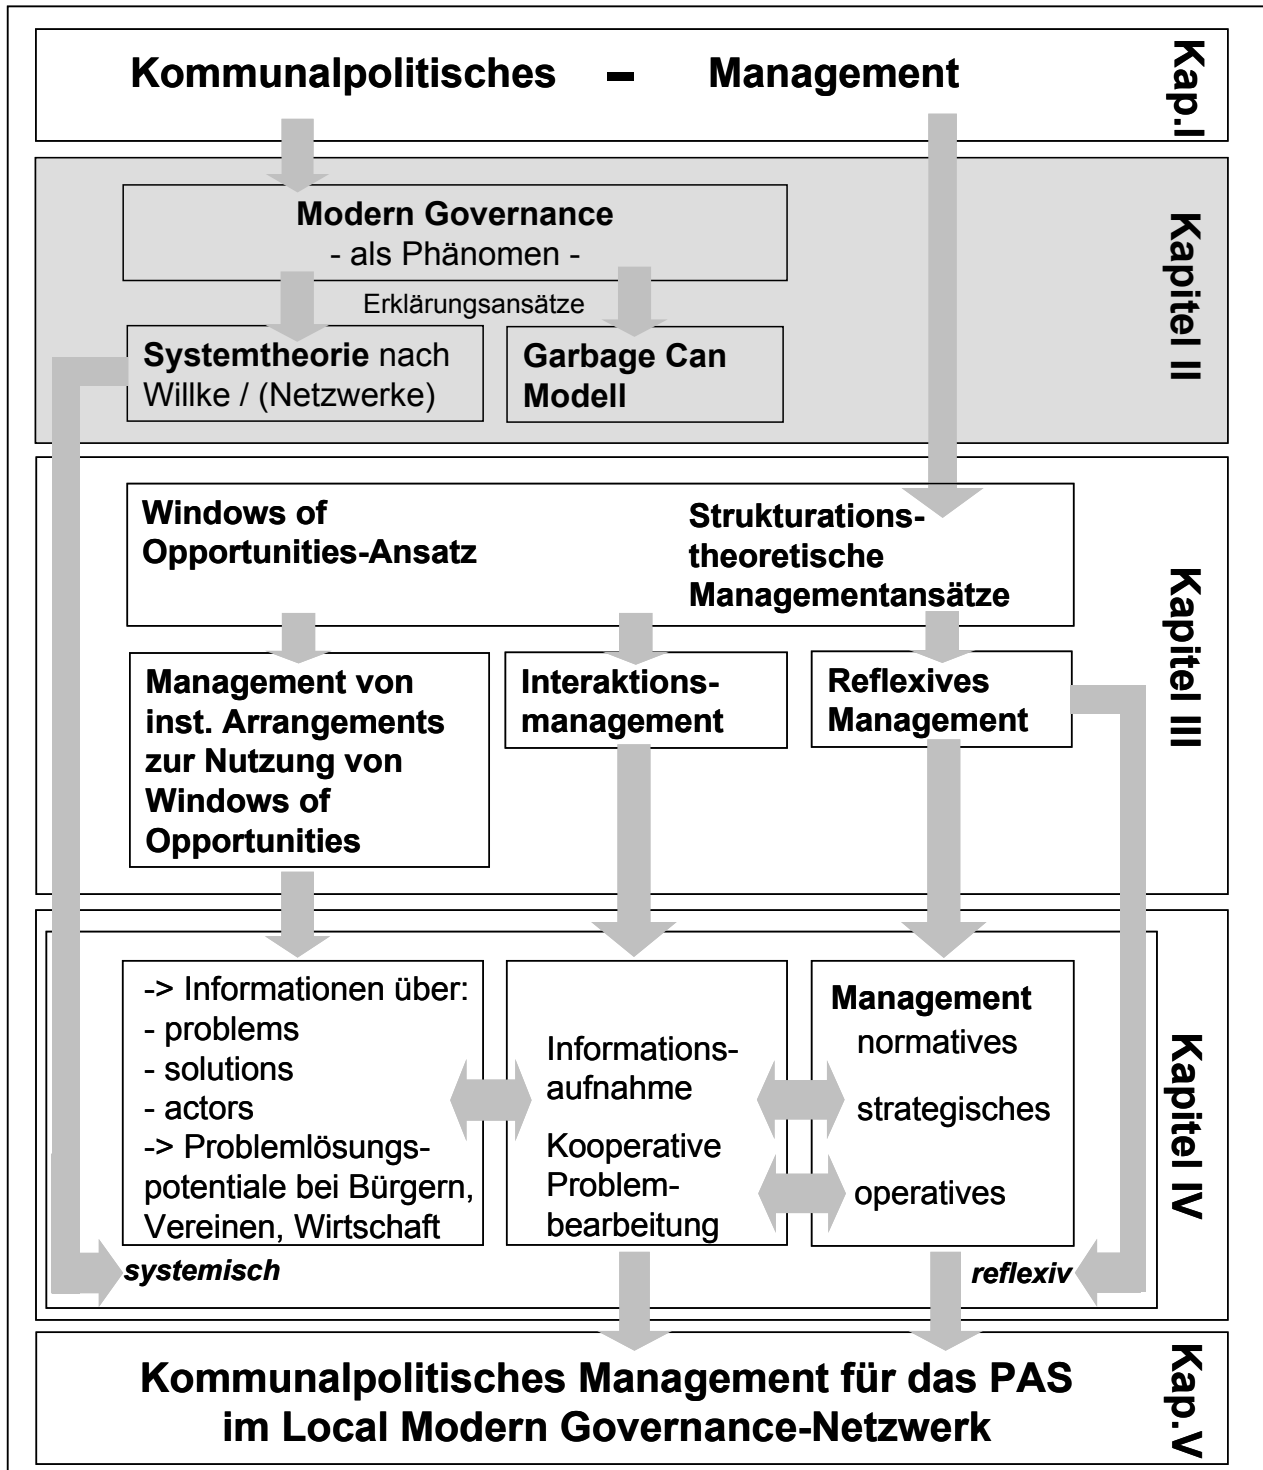 Kommunalpolitisches – Management
Kap.I
Modern Governance
- als Phänomen -
Erklärungsansätze
Systemtheorie nach
Willke / (Netzwerke)
Garbage Can
Modell
Kapitel II
Windows of
Opportunities-Ansatz
Strukturations-
theoretische
Managementansätze
Management von
inst. Arrangements
zur Nutzung von
Windows of
Opportunities
Interaktions-
management
Reflexives
Management
Kapitel III
-> Informationen über:
- problems
- solutions
- actors
-> Problemlösungs-
potentiale bei Bürgern,
Vereinen, Wirtschaft
Informations-
aufnahme
Kooperative
Problem-
bearbeitung
Management
normatives
strategisches
operatives
systemisch
reflexiv
Kapitel IV
Kommunalpolitisches Management für das PAS
im Local Modern Governance-Netzwerk
Kap.V